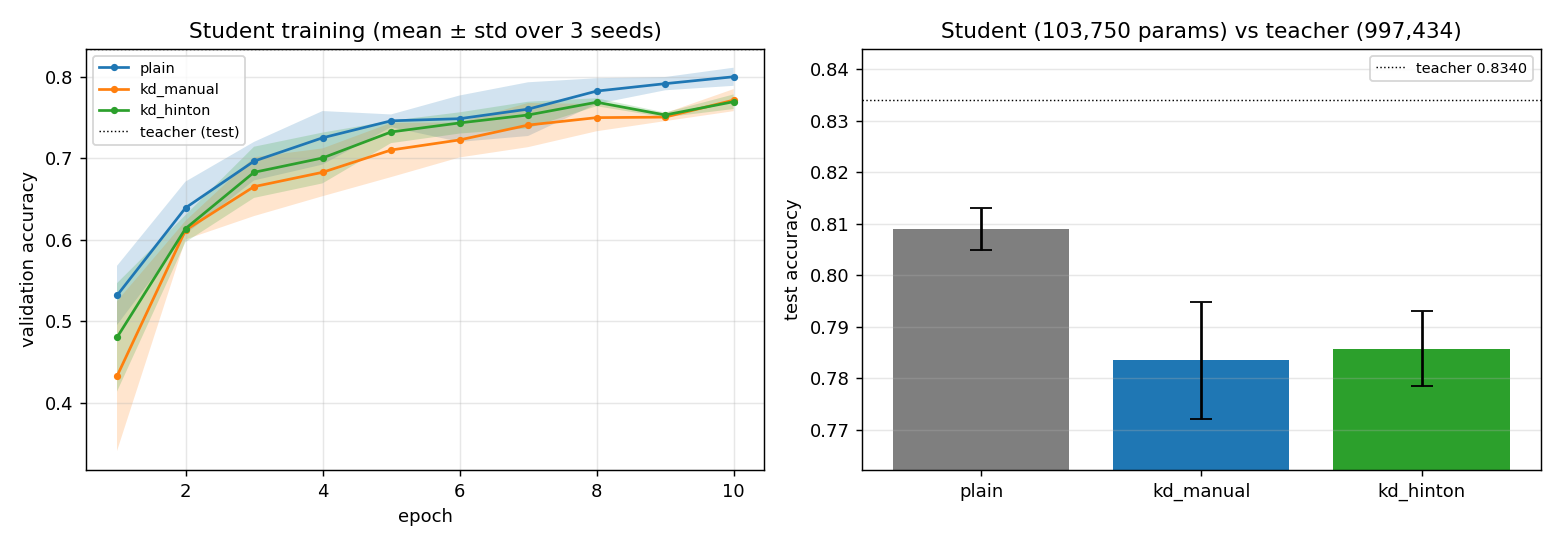 Student training (mean ± std over 3 seeds)
plain
kd_manual
kd_hinton
teacher (test)
validation accuracy
0.8
0.7
0.6
0.5
0.4
2
4
6
8
10
epoch
Student (103,750 params) vs teacher (997,434)
teacher 0.8340
test accuracy
0.84
0.83
0.82
0.81
0.80
0.79
0.78
0.77
plain
kd_manual
kd_hinton